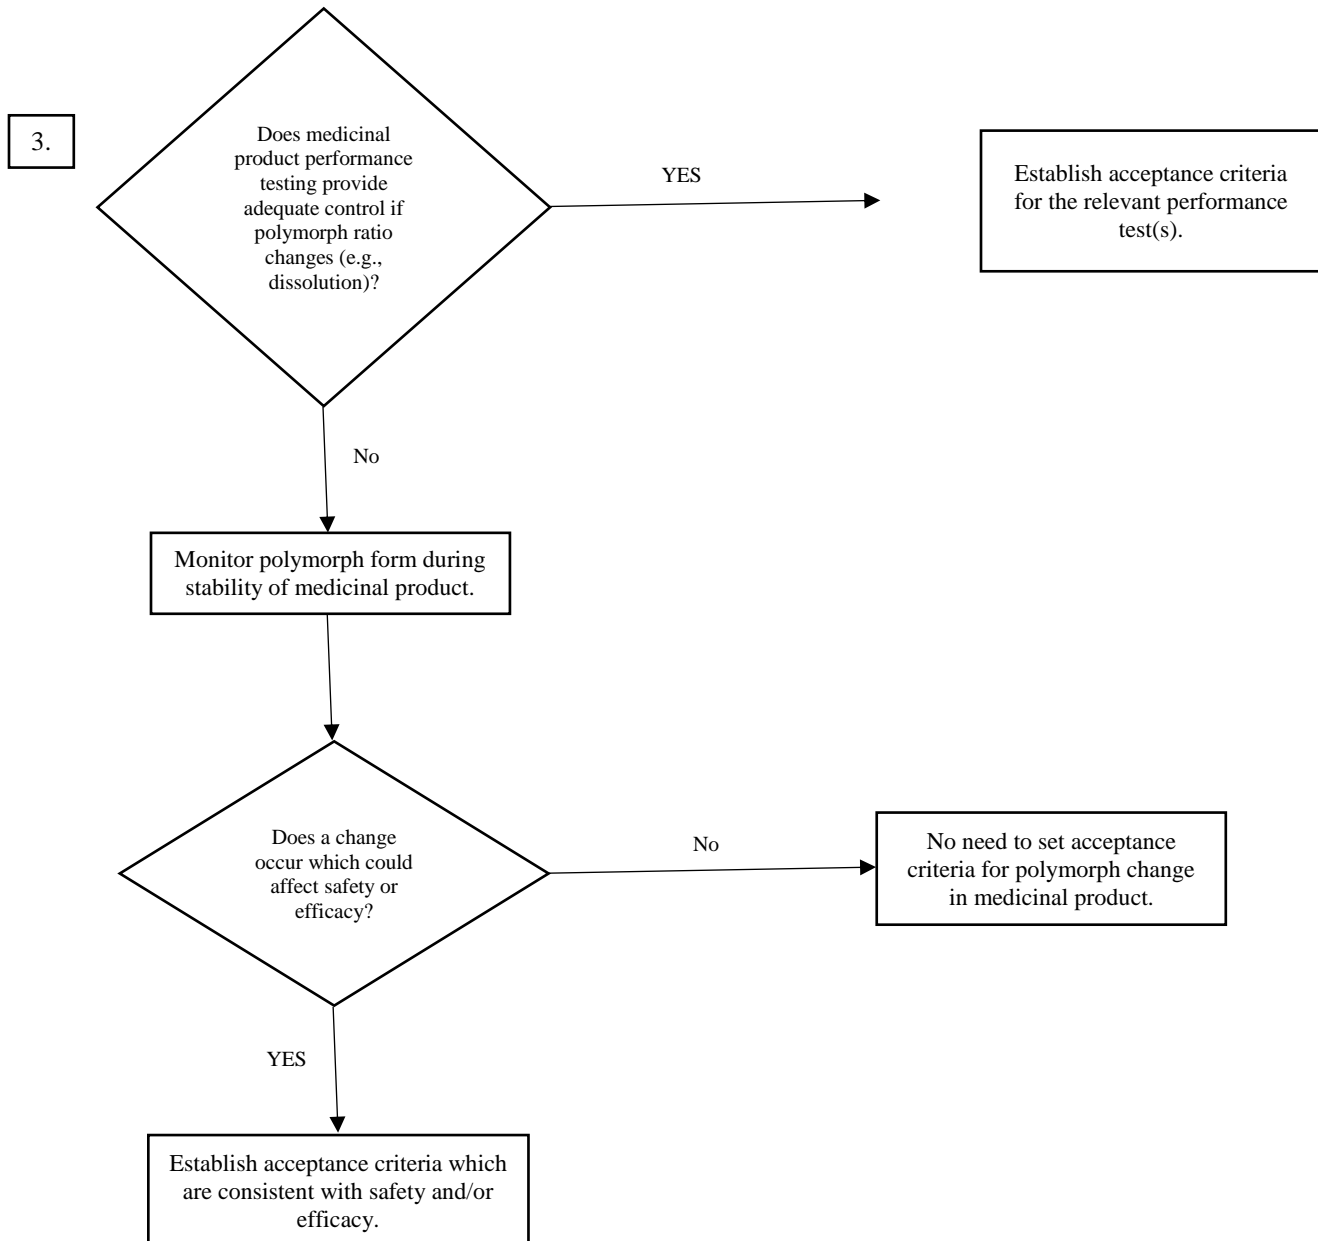 3.
Does medicinal
product performance
testing provide
adequate control if
polymorph ratio
changes (e.g.,
dissolution)?
YES
Establish acceptance criteria
for the relevant performance
test(s).
No
Monitor polymorph form during
stability of medicinal product.
Does a change
occur which could
affect safety or
efficacy?
No
No need to set acceptance
criteria for polymorph change
in medicinal product.
YES
Establish acceptance criteria which
are consistent with safety and/or
efficacy.